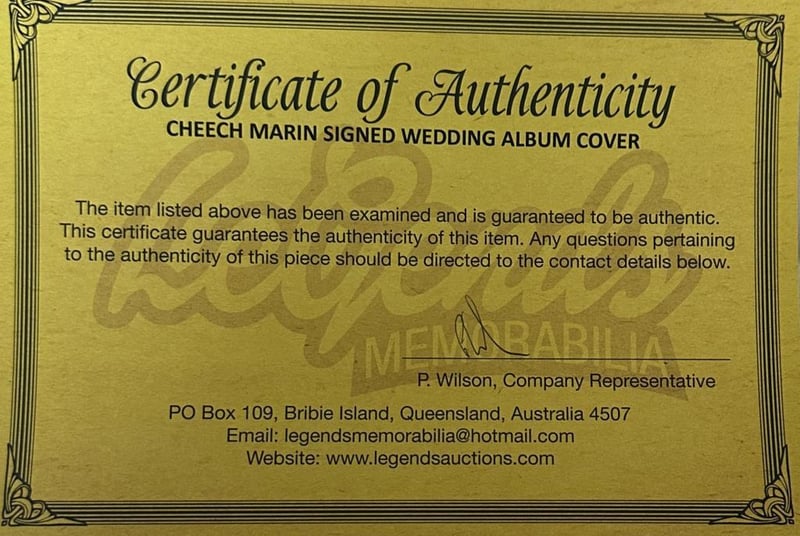 Certificate of Authenticity
CHEECH MARIN SIGNED WEDDING ALBUM COVER
The item listed above has been examined and is guaranteed to be authentic.
This certificate guarantees the authenticity of this item. Any questions pertaining
to the authenticity of this piece should be directed to the contact details below.
Legends
MEMORABILIA
P. Wilson, Company Representative
PO Box 109, Bribie Island, Queensland, Australia 4507
Email: legendsmemorabilia@hotmail.com
Website: www.legendsauctions.com